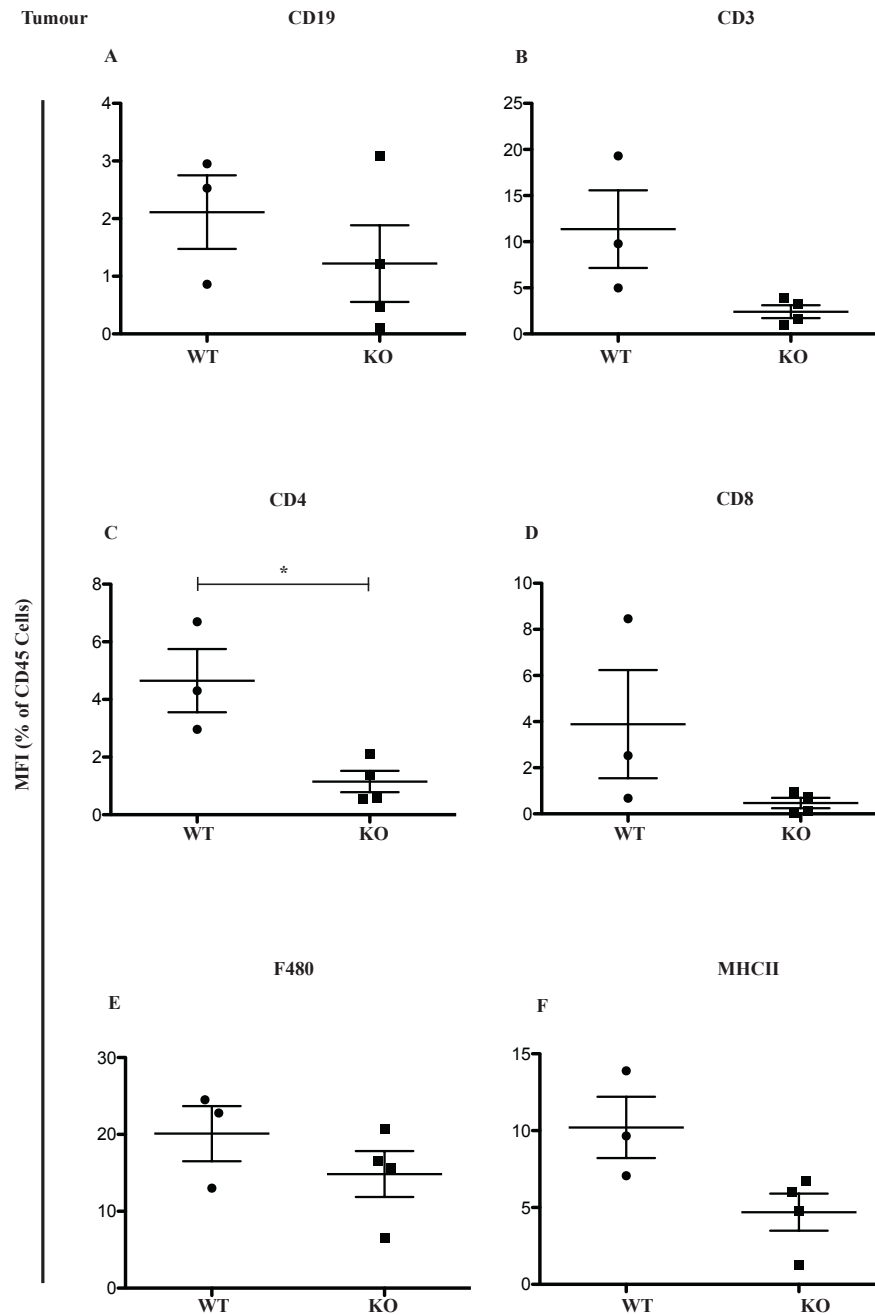 Tumour CD19 CD3
A B
4 25
3 20
2 15
1 10
0 5
0
WT KO WT KO
CD4 CD8
C D
*
8 10
6 8
4 6
2 4
0 2
0
WT KO WT KO
MFI (% of CD45 Cells)
F480 MHCII
E F
30 15
20 10
10 5
0 0
WT KO WT KO